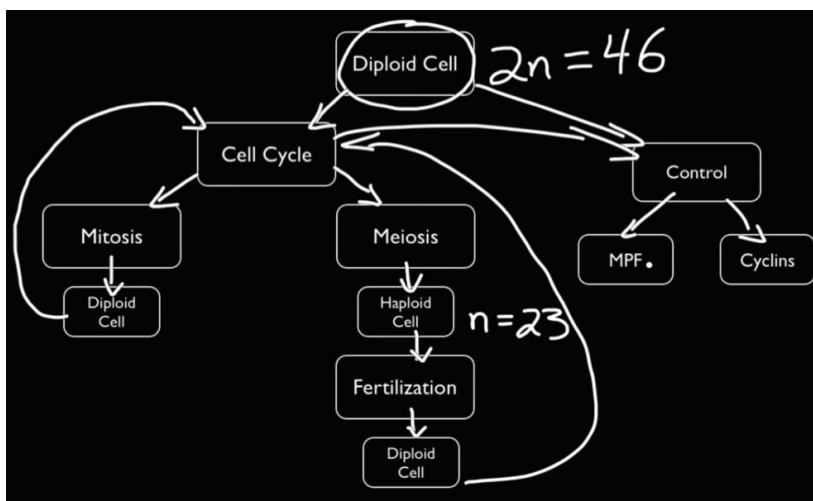 Diploid Cell
2n = 46
Cell Cycle
Control
Mitosis
Meiosis
MPF.
Cyclins
Diploid
Cell
Haploid
Cell
n = 23
Fertilization
Diploid
Cell